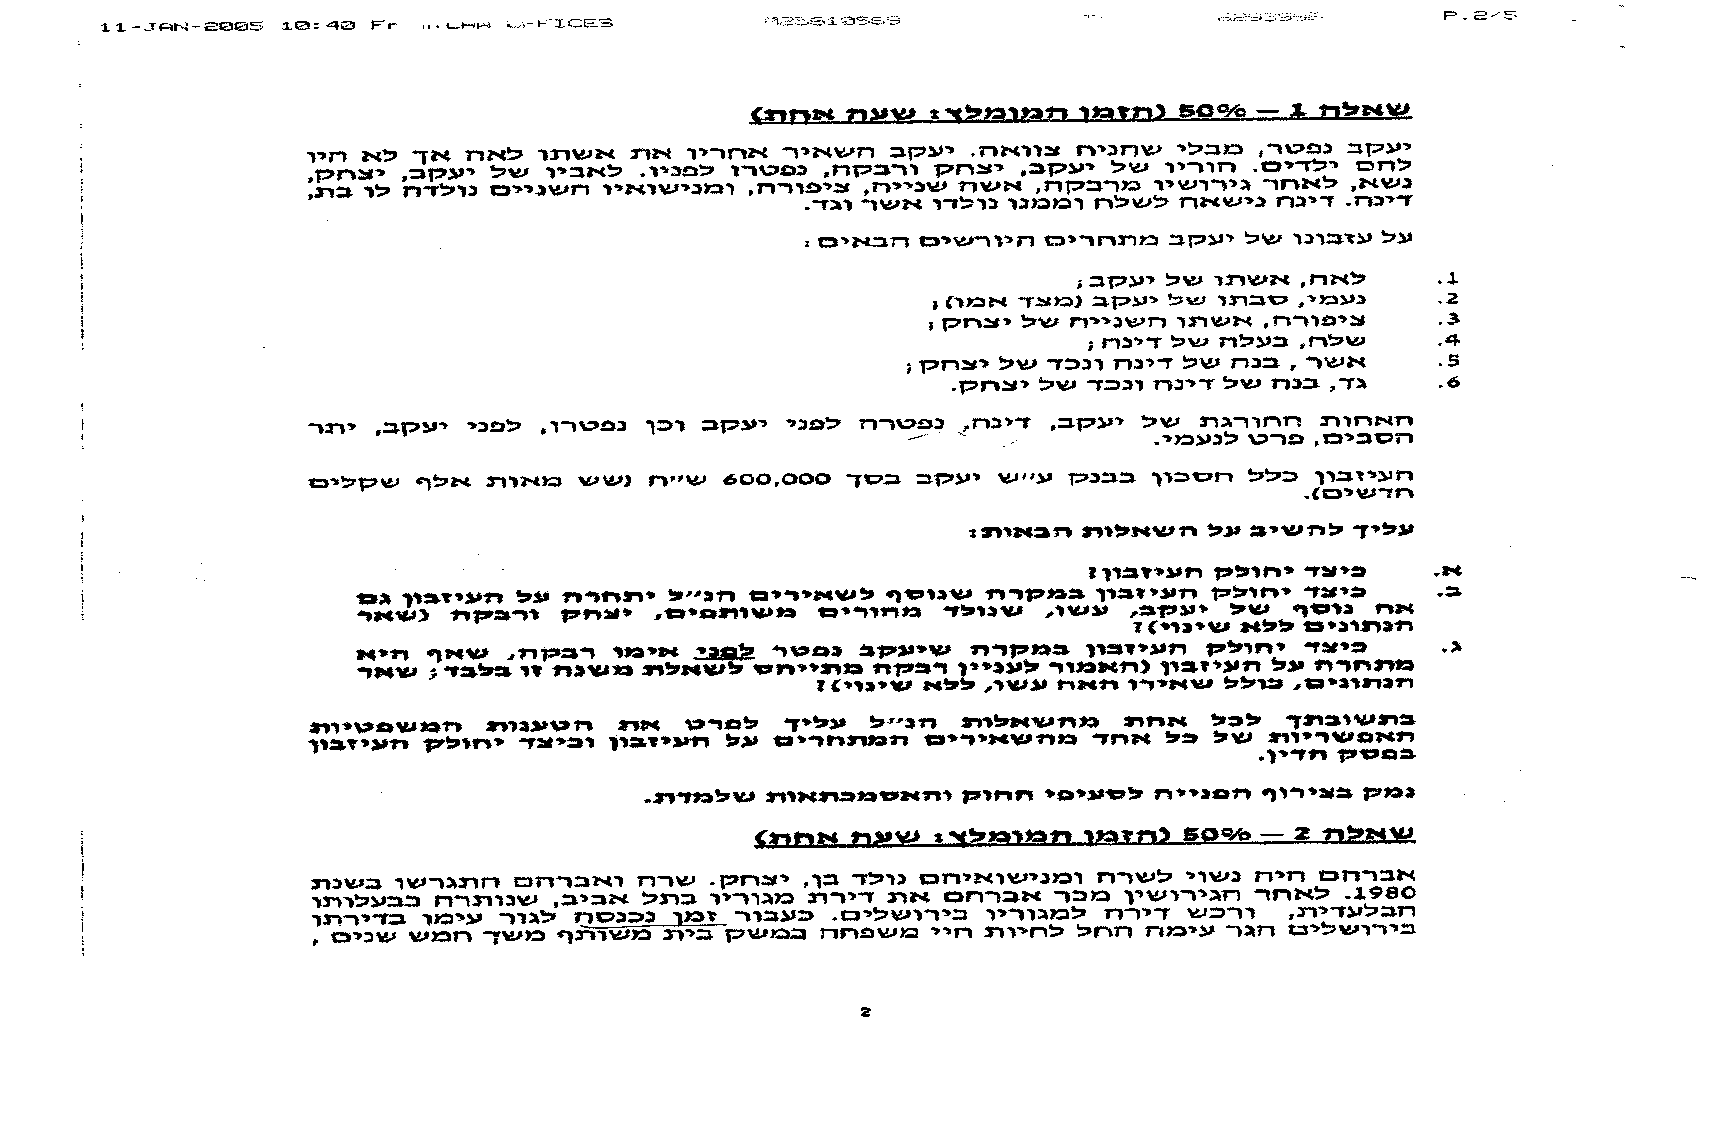 11-JAN-2005 10:40 Fr P.2/5
שאלה 1 – 50% (הזמן המומלץ: שעה אחת)
יעקב נפטר, מבלי שהניח צוואה. יעקב השאיר אחריו את אשתו לאה אך לא היו
להם ילדים. הוריו של יעקב, יצחק ורבקה, נפטרו לפניו. לאביו של יעקב, יצחק,
נשא, לאחר גירושיו מרבקה, אשה שנייה, ציפורה, ומנישואיו השניים נולדה לו בת,
דינה. דינה נישאה לשלח וממנו נולדו אשר וגד.
על עזבונו של יעקב מתחרים היורשים הבאים:
1. לאה, אשתו של יעקב;
2. נעמי, סבתו של יעקב (מצד אמו);
3. ציפורה, אשתו השנייה של יצחק;
4. שלח, בעלה של דינה;
5. אשר, בנה של דינה ונכד של יצחק;
6. גד, בנה של דינה ונכד של יצחק.
האחות החורגת של יעקב, דינה, נפטרה לפני יעקב וכן נפטרו, לפני יעקב, יתר
הסבים, פרט לנעמי.
העיזבון כלל חסכון בבנק ע״ש יעקב בסך 600,000 ש״ח (שש מאות אלף שקלים
חדשים).
עליך להשיב על השאלות הבאות:
א. כיצד יחולק העיזבון?
ב. כיצד יחולק העיזבון במקרה שנוסף לשאירים הנ״ל יתחרה על העיזבון גם
אח נוסף של יעקב, עשו, שנולד מהורים משותפים, יצחק ורבקה (שאר
הנתונים ללא שינוי)?
ג. כיצד יחולק העיזבון במקרה שיעקב נפטר לפני אימו רבקה, שאף היא
מתחרה על העיזבון (האמור לעניין רבקה מתייחס לשאלת משנה זו בלבד; שאר
הנתונים, כולל שאירו האח עשו, ללא שינוי)?
בתשובתך לכל אחת מהשאלות הנ״ל עליך לפרט את הטענות המשפטיות
האפשריות של כל אחד מהשאירים המתחרים על העיזבון וכיצד יחולק העיזבון
בפסק הדין.
נמק בצירוף הפנייה לסעיפי החוק והאסמכתאות שלמדת.
שאלה 2 – 50% (הזמן המומלץ: שעה אחת)
אברהם היה נשוי לשרה ומנישואיהם נולד בן, יצחק. שרה ואברהם התגרשו בשנת
1980. לאחר הגירושין מכר אברהם את דירת מגוריו בתל אביב, שנותרה בבעלותו
הבלעדית, ורכש דירה למגוריו בירושלים. כעבור זמן נכנסה לגור עימו בדירתו
בירושלים הגר עימה החל לחיות חיי משפחה במשק בית משותף משך חמש שנים,
2